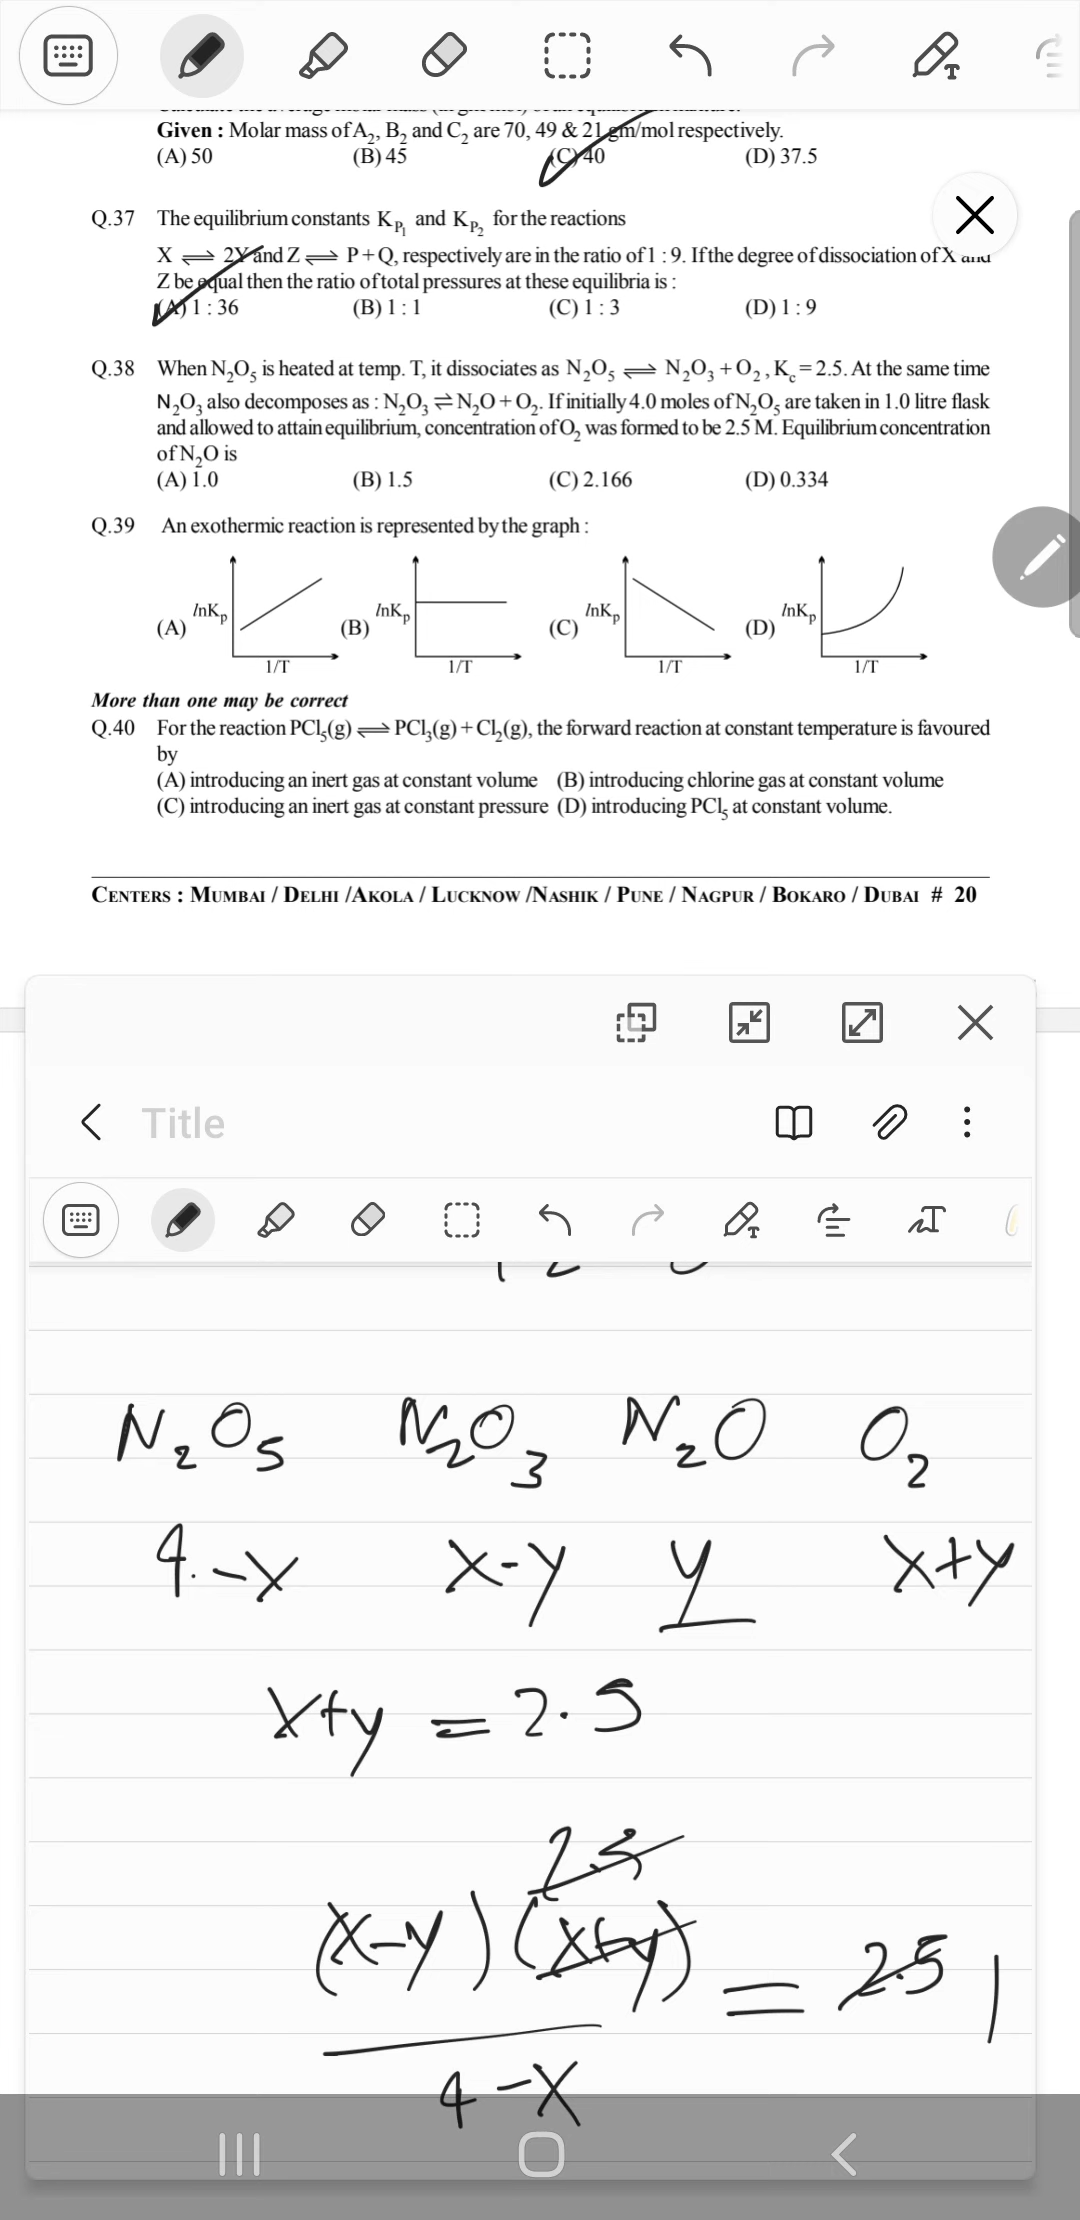 Given : Molar mass of A₂, B₂ and C₂ are 70, 49 & 21 gm/mol respectively.
(A) 50 (B) 45 (C) 40 (D) 37.5
Q.37 The equilibrium constants K_P₁ and K_P₂ for the reactions
X ⇌ 2Y and Z ⇌ P + Q, respectively are in the ratio of 1 : 9. If the degree of dissociation of X and
Z be equal then the ratio of total pressures at these equilibria is :
(A) 1 : 36 (B) 1 : 1 (C) 1 : 3 (D) 1 : 9
Q.38 When N₂O₅ is heated at temp. T, it dissociates as N₂O₅ ⇌ N₂O₃ + O₂ , K_c = 2.5. At the same time
N₂O₃ also decomposes as : N₂O₃ ⇌ N₂O + O₂. If initially 4.0 moles of N₂O₅ are taken in 1.0 litre flask
and allowed to attain equilibrium, concentration of O₂ was formed to be 2.5 M. Equilibrium concentration
of N₂O is
(A) 1.0 (B) 1.5 (C) 2.166 (D) 0.334
Q.39 An exothermic reaction is represented by the graph :
(A) lnKₚ 1/T (B) lnKₚ 1/T (C) lnKₚ 1/T (D) lnKₚ 1/T
More than one may be correct
Q.40 For the reaction PCl₅(g) ⇌ PCl₃(g) + Cl₂(g), the forward reaction at constant temperature is favoured
by
(A) introducing an inert gas at constant volume (B) introducing chlorine gas at constant volume
(C) introducing an inert gas at constant pressure (D) introducing PCl₅ at constant volume.
CENTERS : MUMBAI / DELHI /AKOLA / LUCKNOW /NASHIK / PUNE / NAGPUR / BOKARO / DUBAI # 20
Title
N₂O₅ N₂O₃ N₂O O₂
4.-x x-y y x+y
x+y = 2.5
2.5
(x-y)(x+y) = 2.5 1
4-x